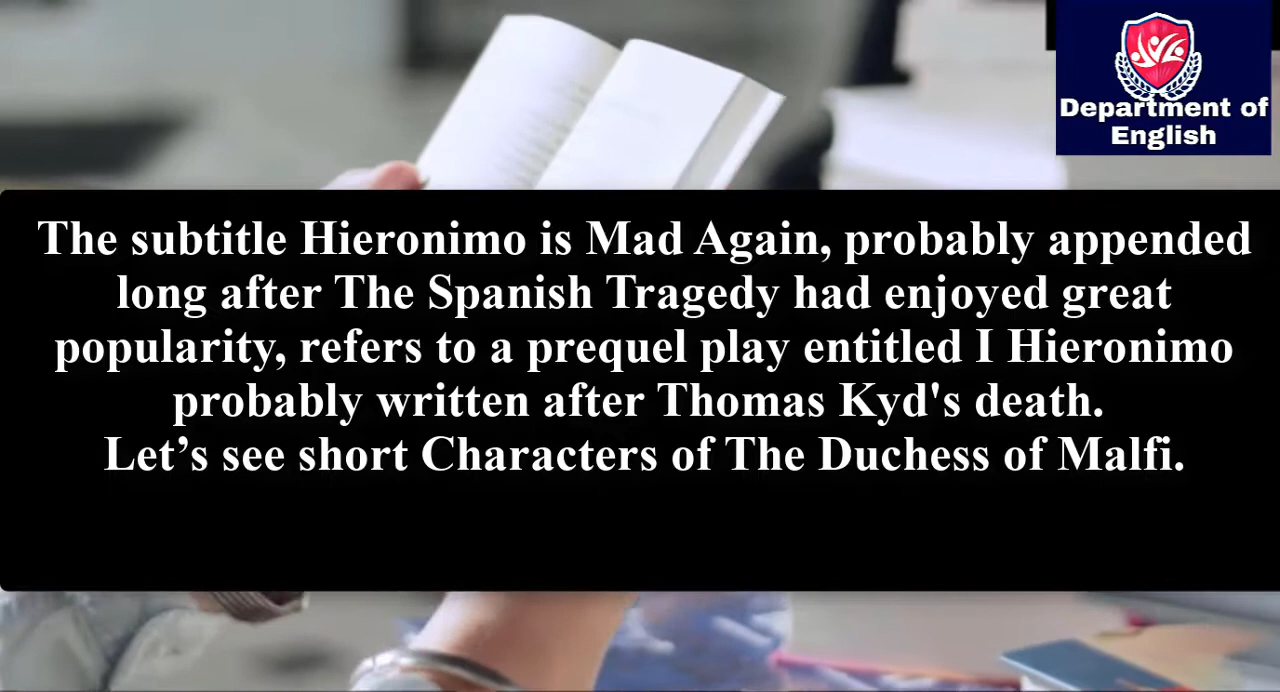 Department of
English
The subtitle Hieronimo is Mad Again, probably appended
long after The Spanish Tragedy had enjoyed great
popularity, refers to a prequel play entitled I Hieronimo
probably written after Thomas Kyd's death.
Let’s see short Characters of The Duchess of Malfi.